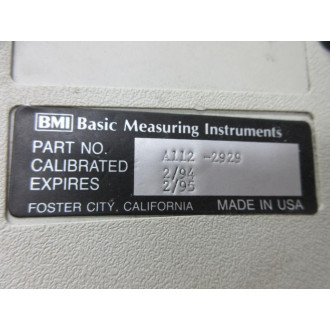 BMI Basic Measuring Instruments
PART NO. A112 -2929
CALIBRATED 2/94
EXPIRES 2/95
FOSTER CITY, CALIFORNIA MADE IN USA